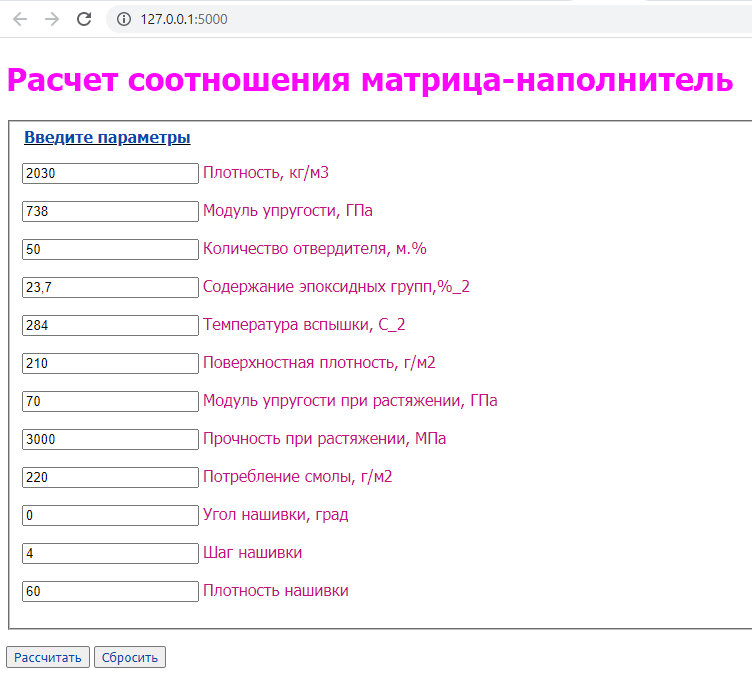 127.0.0.1:5000
Расчет соотношения матрица-наполнитель
Введите параметры
2030 Плотность, кг/м3
738 Модуль упругости, ГПа
50 Количество отвердителя, м.%
23,7 Содержание эпоксидных групп,%_2
284 Температура вспышки, С_2
210 Поверхностная плотность, г/м2
70 Модуль упругости при растяжении, ГПа
3000 Прочность при растяжении, МПа
220 Потребление смолы, г/м2
0 Угол нашивки, град
4 Шаг нашивки
60 Плотность нашивки
Рассчитать Сбросить